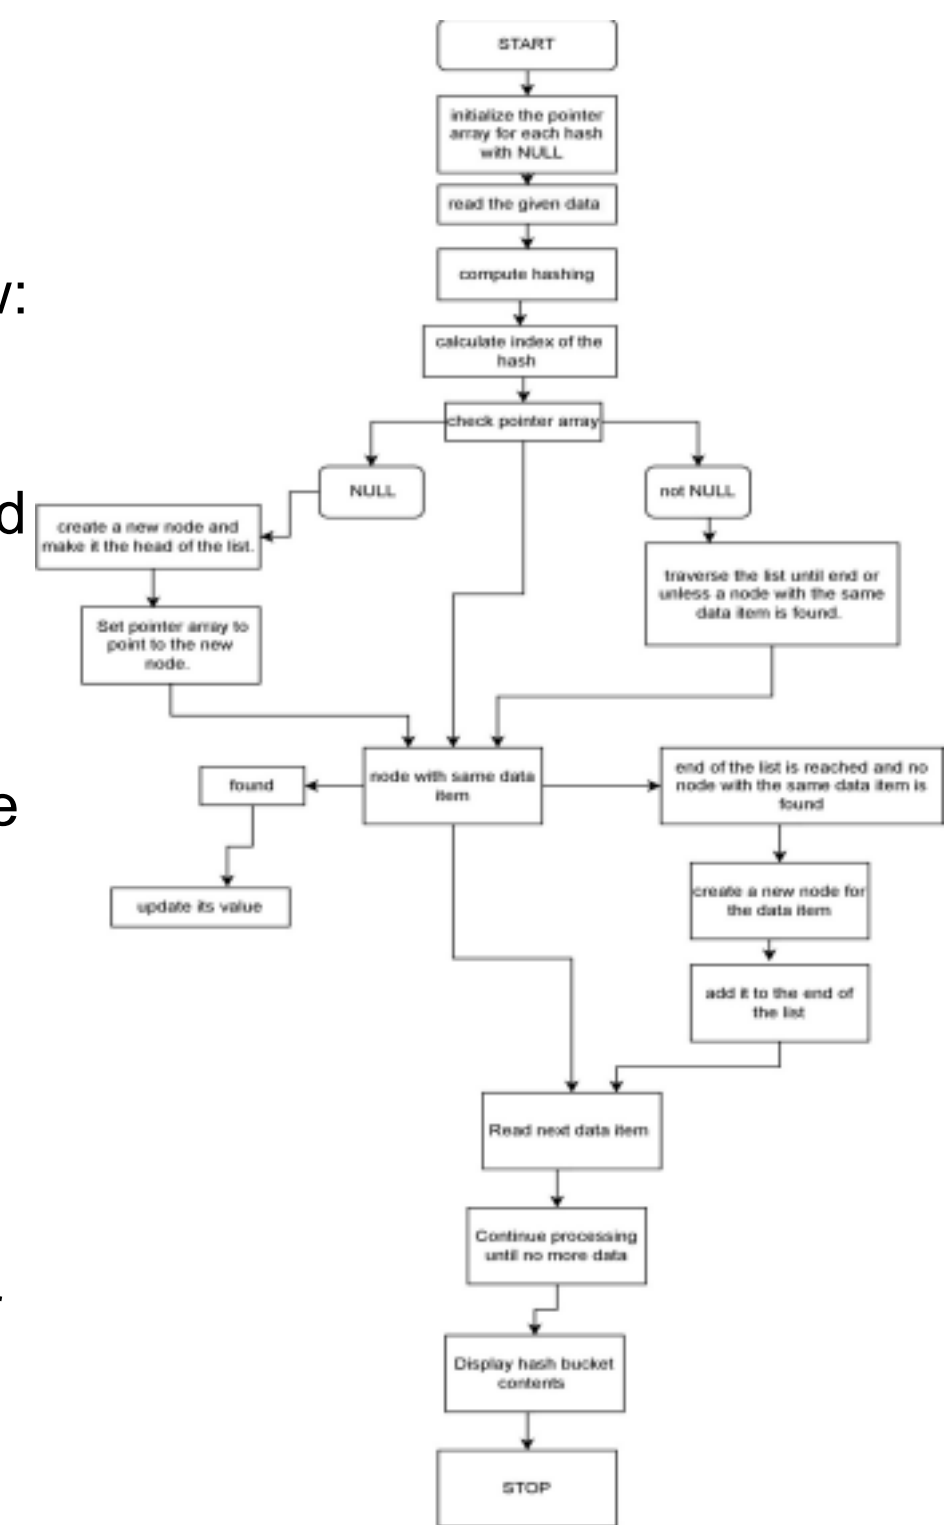 START
initialize the pointer
array for each hash
with NULL
read the given data
w:
compute hashing
calculate index of the
hash
check pointer array
NULL
not NULL
d
create a new node and
make it the head of the list.
traverse the list until end or
unless a node with the same
data item is found.
Set pointer array to
point to the new
node.
found
node with same data
item
end of the list is reached and no
node with the same data item is
found
e
update its value
create a new node for
the data item
add it to the end of
the list
Read next data item
Continue processing
until no more data
Display hash bucket
contents
STOP